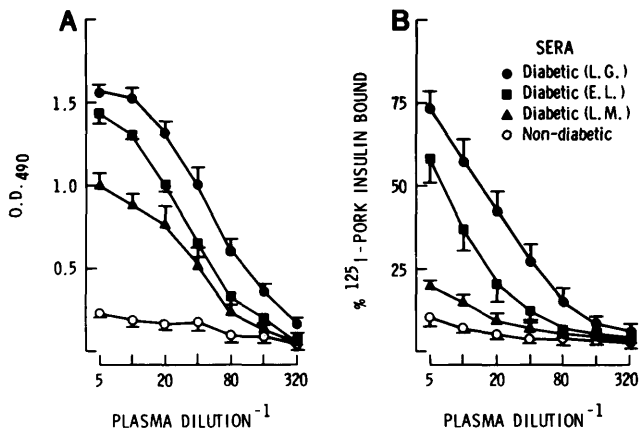 A
O.D.490
1.5
1.0
0.5
5
20
80
320
PLASMA DILUTION-1
B
% 125I-PORK INSULIN BOUND
75
50
25
5
20
80
320
PLASMA DILUTION-1
SERA
Diabetic (L.G.)
Diabetic (E.L.)
Diabetic (L.M.)
Non-diabetic